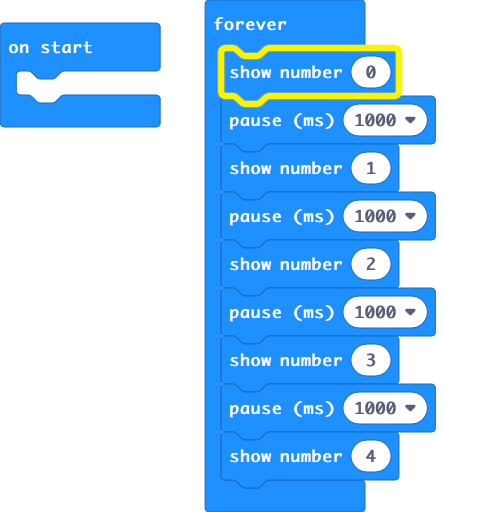 on start
forever
show number 0
pause (ms) 1000
show number 1
pause (ms) 1000
show number 2
pause (ms) 1000
show number 3
pause (ms) 1000
show number 4